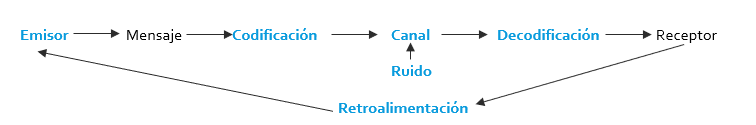 Emisor Mensaje Codificación Canal Decodificación Receptor
Ruido
Retroalimentación